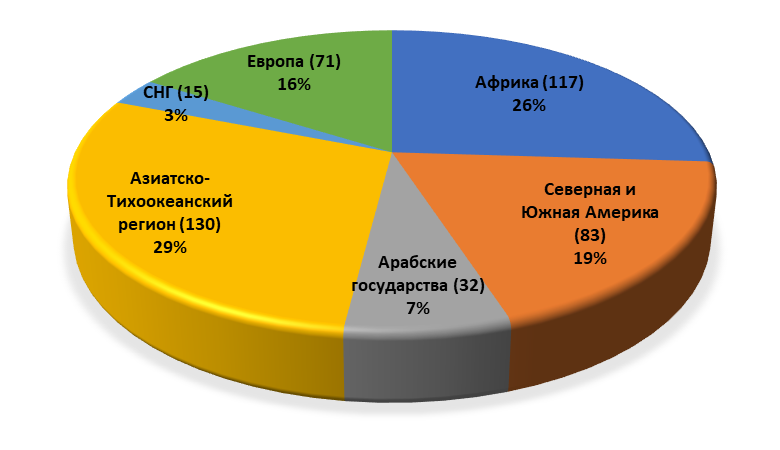 Европа (71)
16%
Африка (117)
26%
СНГ (15)
3%
Азиатско-
Тихоокеанский
регион (130)
29%
Северная и
Южная Америка
(83)
19%
Арабские
государства (32)
7%